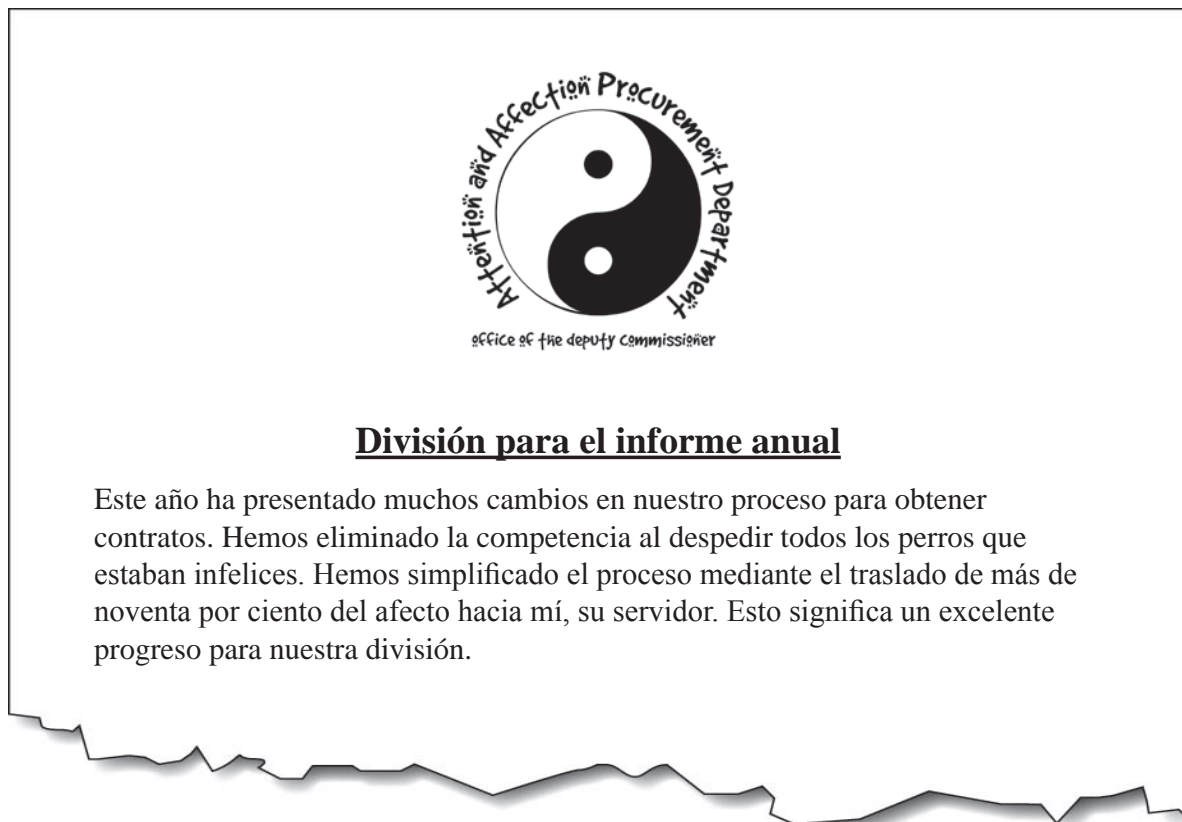 Attention and Affection Procurement Department
office of the deputy commissioner
División para el informe anual
Este año ha presentado muchos cambios en nuestro proceso para obtener
contratos. Hemos eliminado la competencia al despedir todos los perros que
estaban infelices. Hemos simplificado el proceso mediante el traslado de más de
noventa por ciento del afecto hacia mí, su servidor. Esto significa un excelente
progreso para nuestra división.